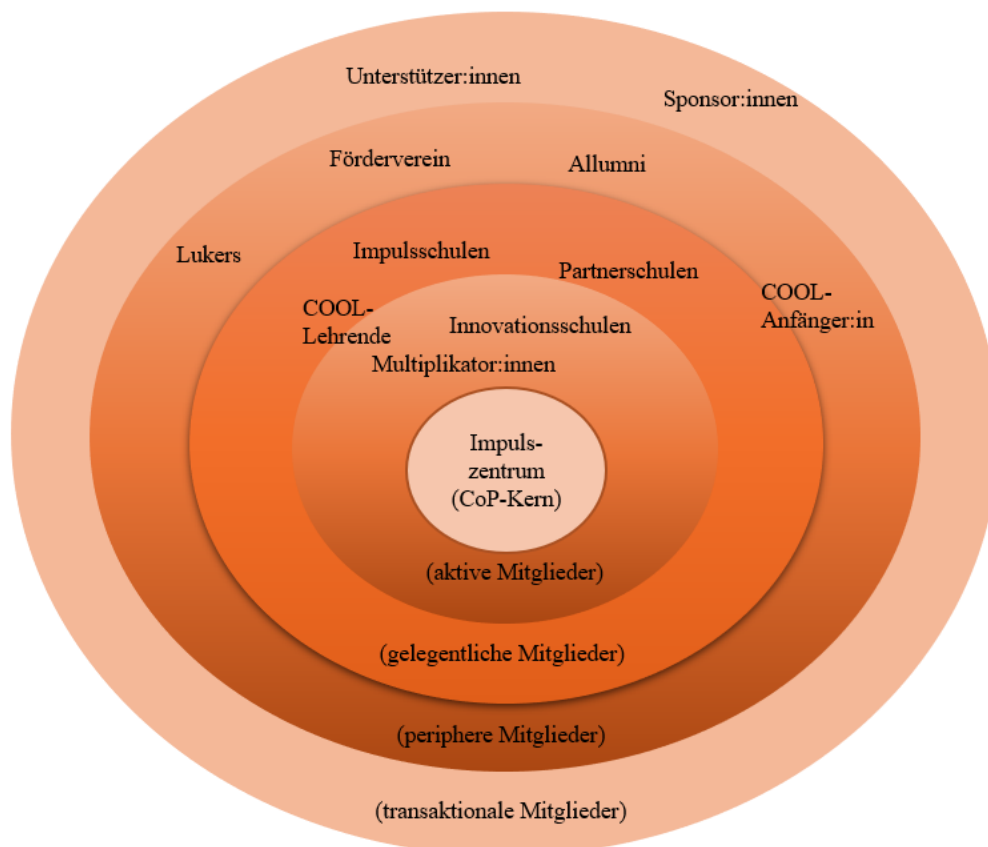 Unterstützer:innen
Sponsor:innen
Förderverein
Allumni
Lukers
Impulsschulen
Partnerschulen
COOL-
Anfänger:in
COOL-
Lehrende
Innovationsschulen
Multiplikator:innen
Impuls-
zentrum
(CoP-Kern)
(aktive Mitglieder)
(gelegentliche Mitglieder)
(periphere Mitglieder)
(transaktionale Mitglieder)